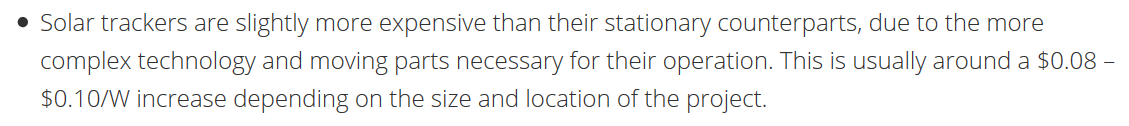 • Solar trackers are slightly more expensive than their stationary counterparts, due to the more
complex technology and moving parts necessary for their operation. This is usually around a $0.08 –
$0.10/W increase depending on the size and location of the project.